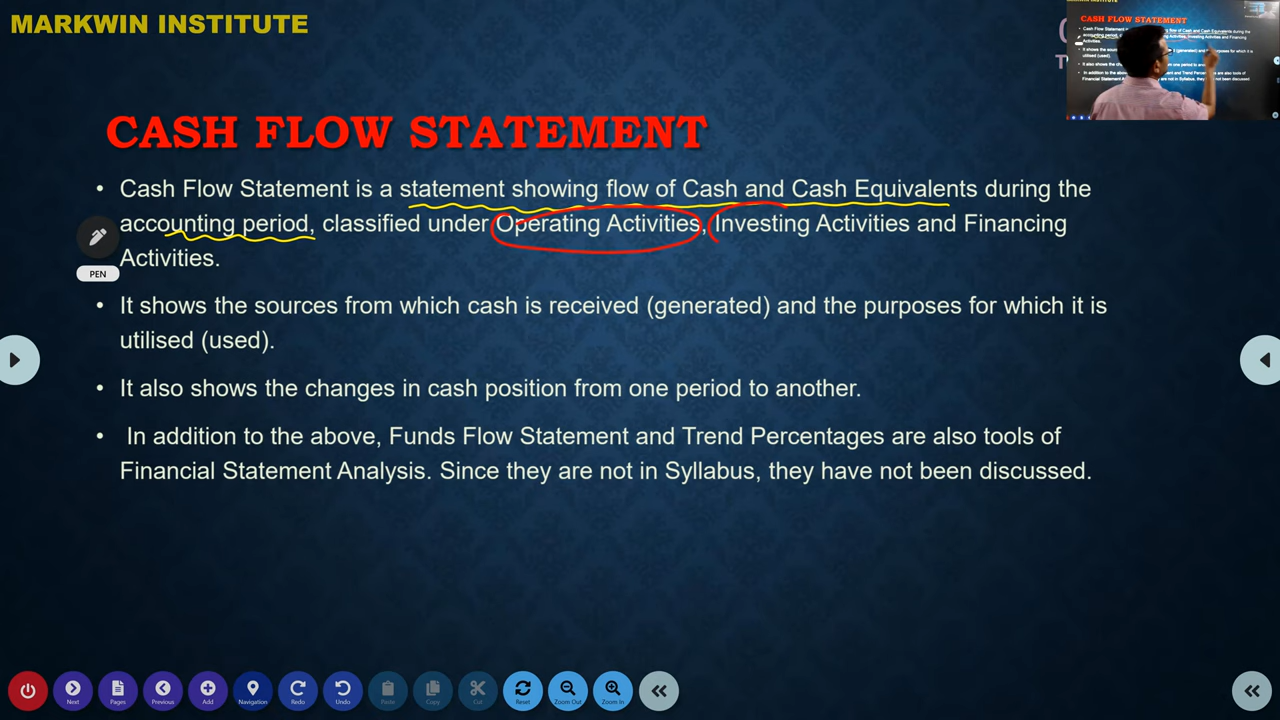 MARKWIN INSTITUTE
CASH FLOW STATEMENT
• Cash Flow Statement is a statement showing flow of Cash and Cash Equivalents during the
accounting period, classified under Operating Activities, Investing Activities and Financing
Activities.
PEN
• It shows the sources from which cash is received (generated) and the purposes for which it is
utilised (used).
• It also shows the changes in cash position from one period to another.
• In addition to the above, Funds Flow Statement and Trend Percentages are also tools of
Financial Statement Analysis. Since they are not in Syllabus, they have not been discussed.
Next Pages Previous Add Navigation Redo Undo Paste Copy Cut Reset Zoom Out Zoom In
CASH FLOW STATEMENT